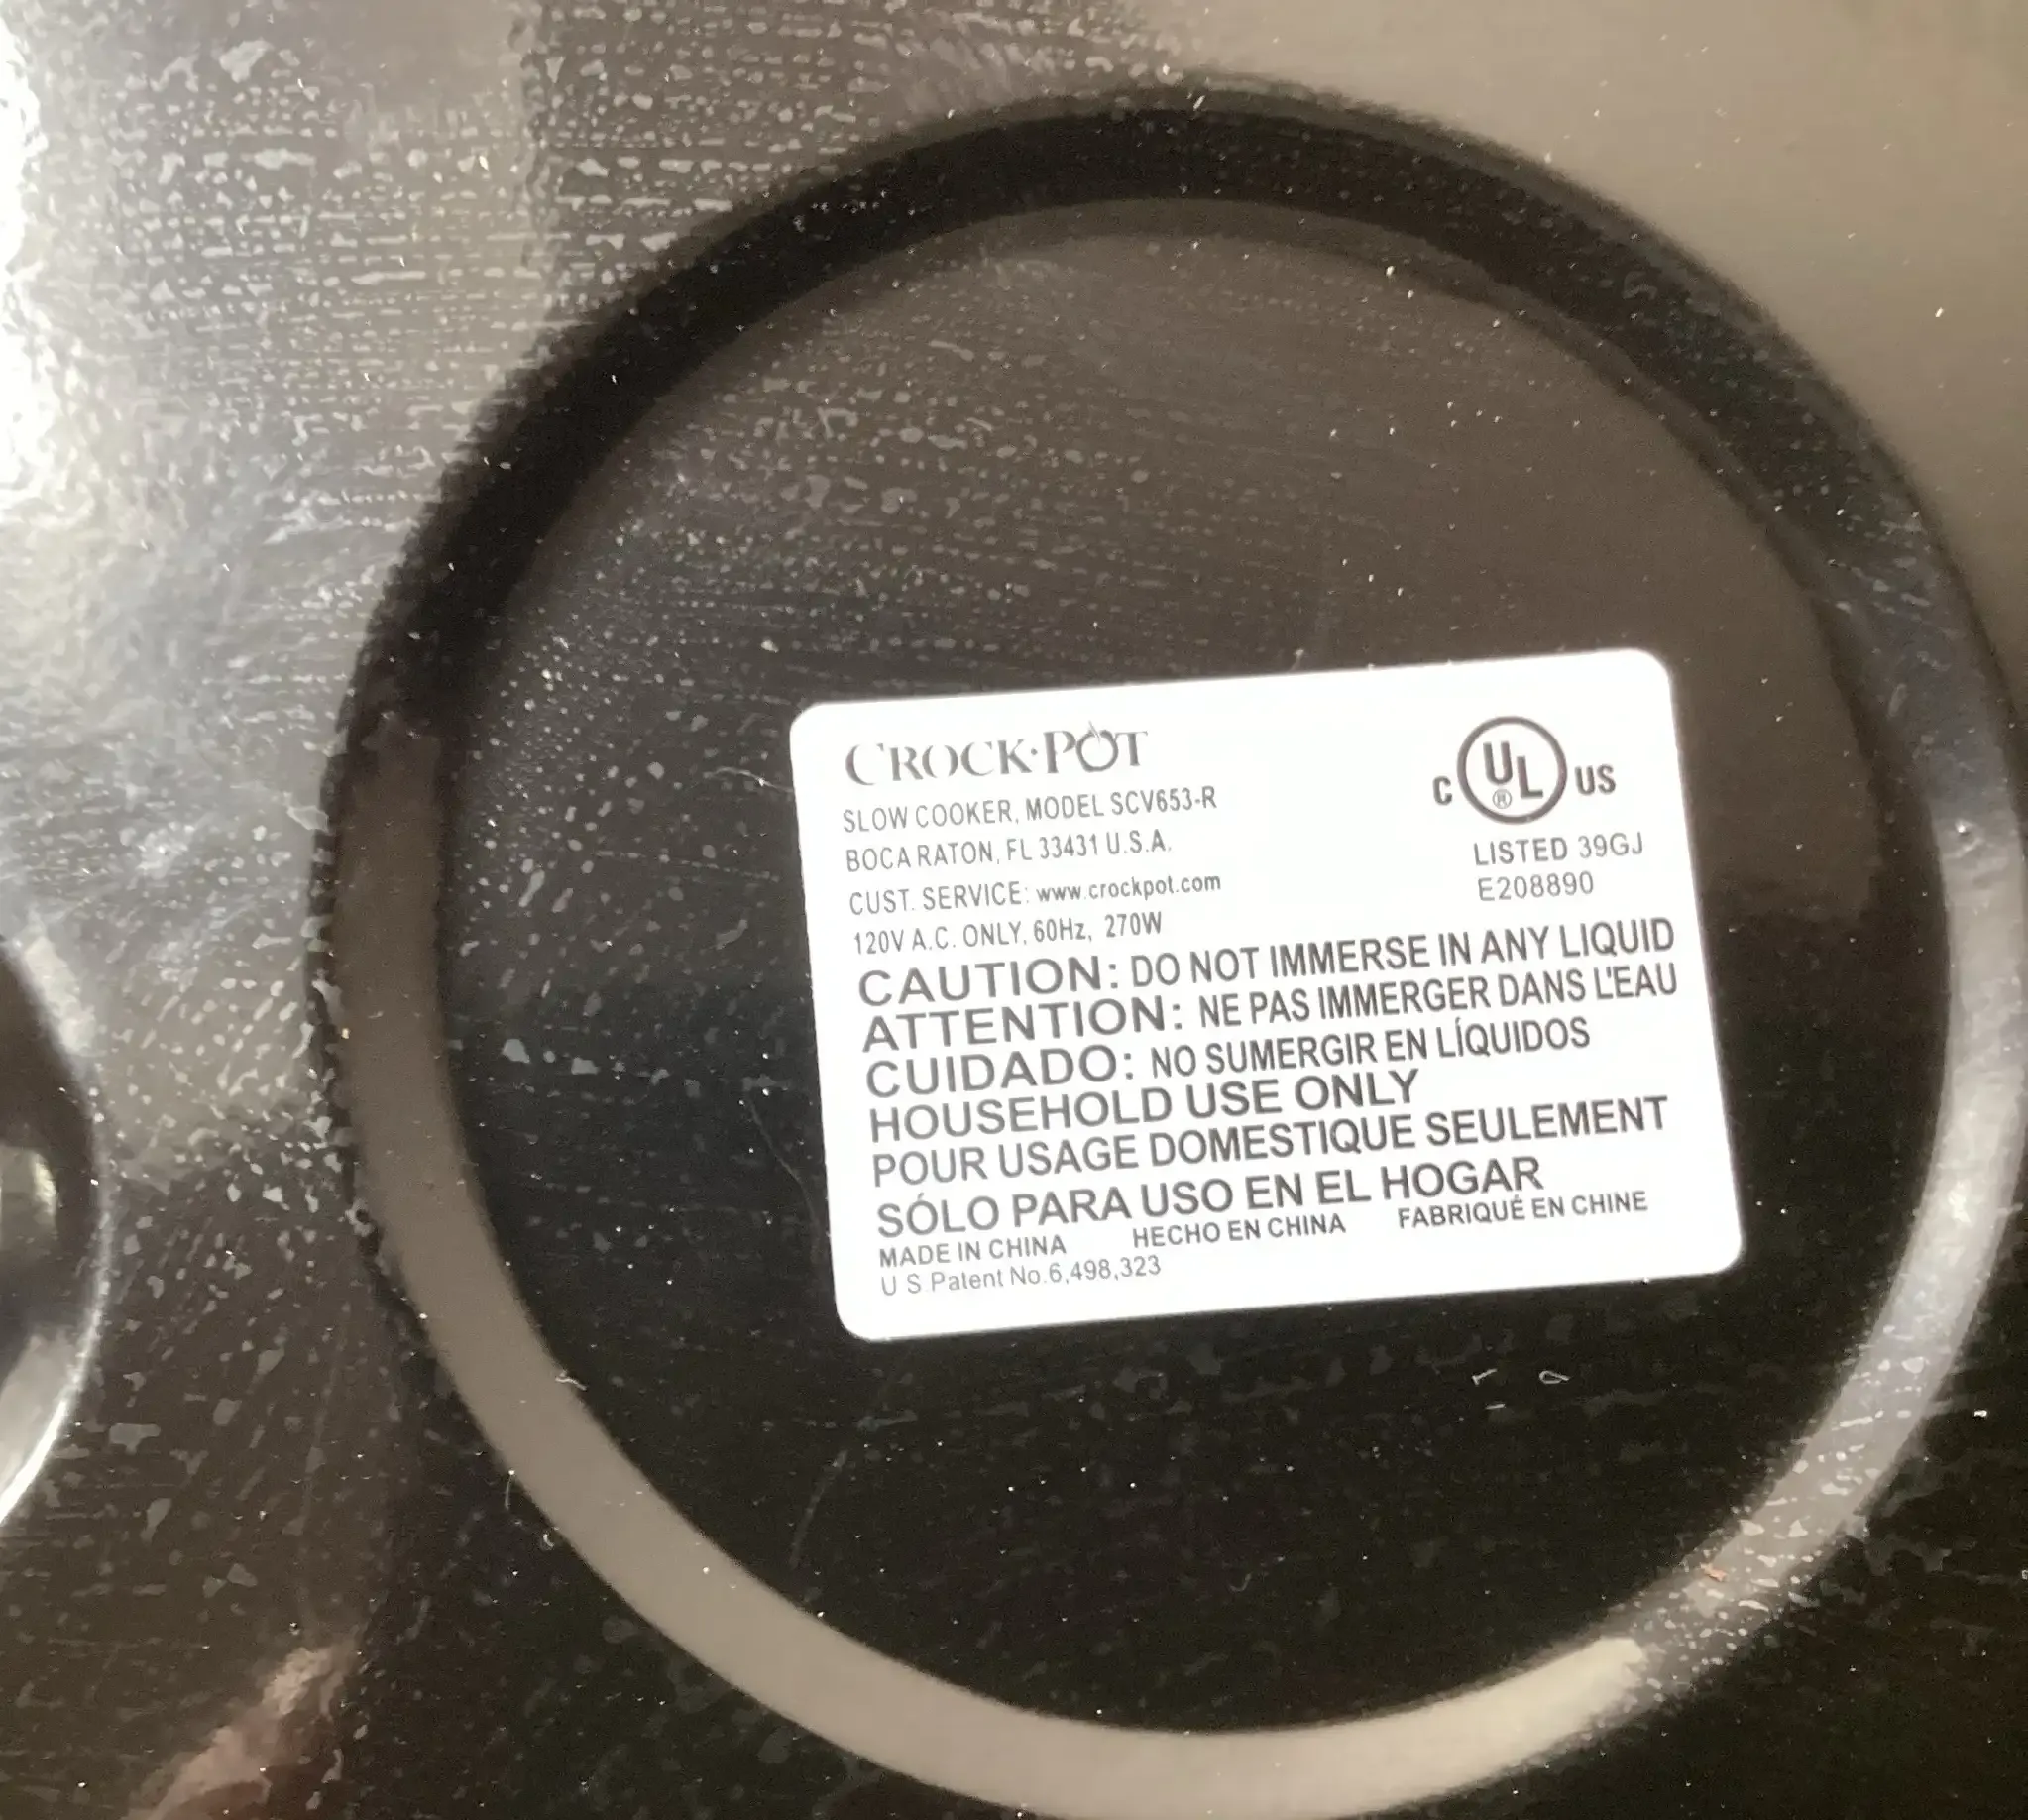 CROCK·POT
SLOW COOKER, MODEL SCV653-R
BOCA RATON, FL 33431 U.S.A.
CUST. SERVICE: www.crockpot.com
120V A.C. ONLY, 60Hz, 270W
C UL® US
LISTED 39GJ
E208890
CAUTION: DO NOT IMMERSE IN ANY LIQUID
ATTENTION: NE PAS IMMERGER DANS L'EAU
CUIDADO: NO SUMERGIR EN LÍQUIDOS
HOUSEHOLD USE ONLY
POUR USAGE DOMESTIQUE SEULEMENT
SÓLO PARA USO EN EL HOGAR
MADE IN CHINA HECHO EN CHINA FABRIQUÉ EN CHINE
U S Patent No.6,498,323